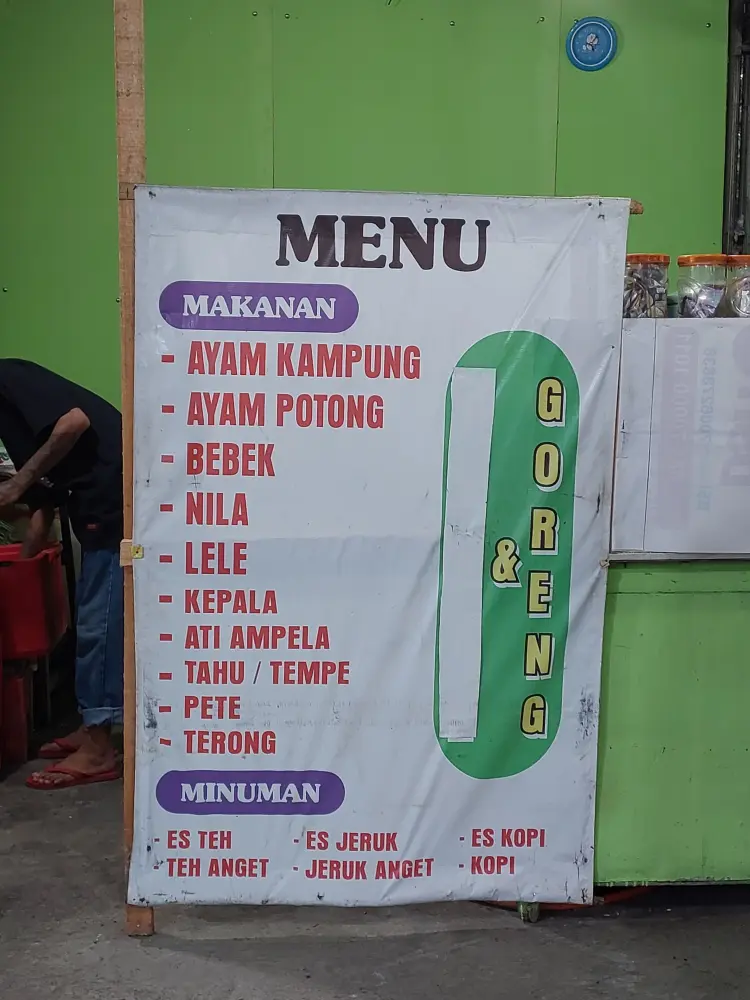 MENU
MAKANAN
- AYAM KAMPUNG
- AYAM POTONG
- BEBEK
- NILA
- LELE
- KEPALA
- ATI AMPELA
- TAHU / TEMPE
- PETE
- TERONG
& GORENG
MINUMAN
- ES TEH - ES JERUK - ES KOPI
- TEH ANGET - JERUK ANGET - KOPI